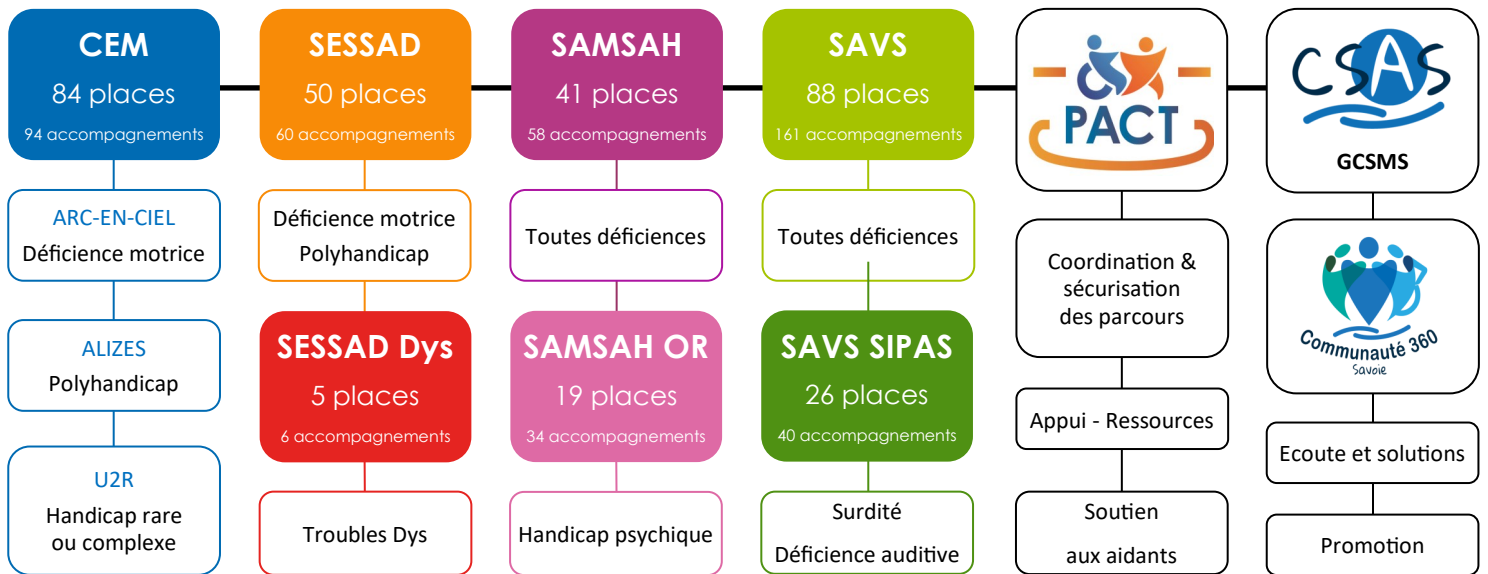 CEM
84 places
94 accompagnements
ARC-EN-CIEL
Déficience motrice
ALIZES
Polyhandicap
U2R
Handicap rare
ou complexe
SESSAD
50 places
60 accompagnements
Déficience motrice
Polyhandicap
SESSAD Dys
5 places
6 accompagnements
Troubles Dys
SAMSAH
41 places
58 accompagnements
Toutes déficiences
SAMSAH OR
19 places
34 accompagnements
Handicap psychique
SAVS
88 places
161 accompagnements
Toutes déficiences
SAVS SIPAS
26 places
40 accompagnements
Surdité
Déficience auditive
PACT
Coordination &
sécurisation
des parcours
Appui - Ressources
Soutien
aux aidants
CSAS
GCSMS
Communauté 360
Savoie
Ecoute et solutions
Promotion